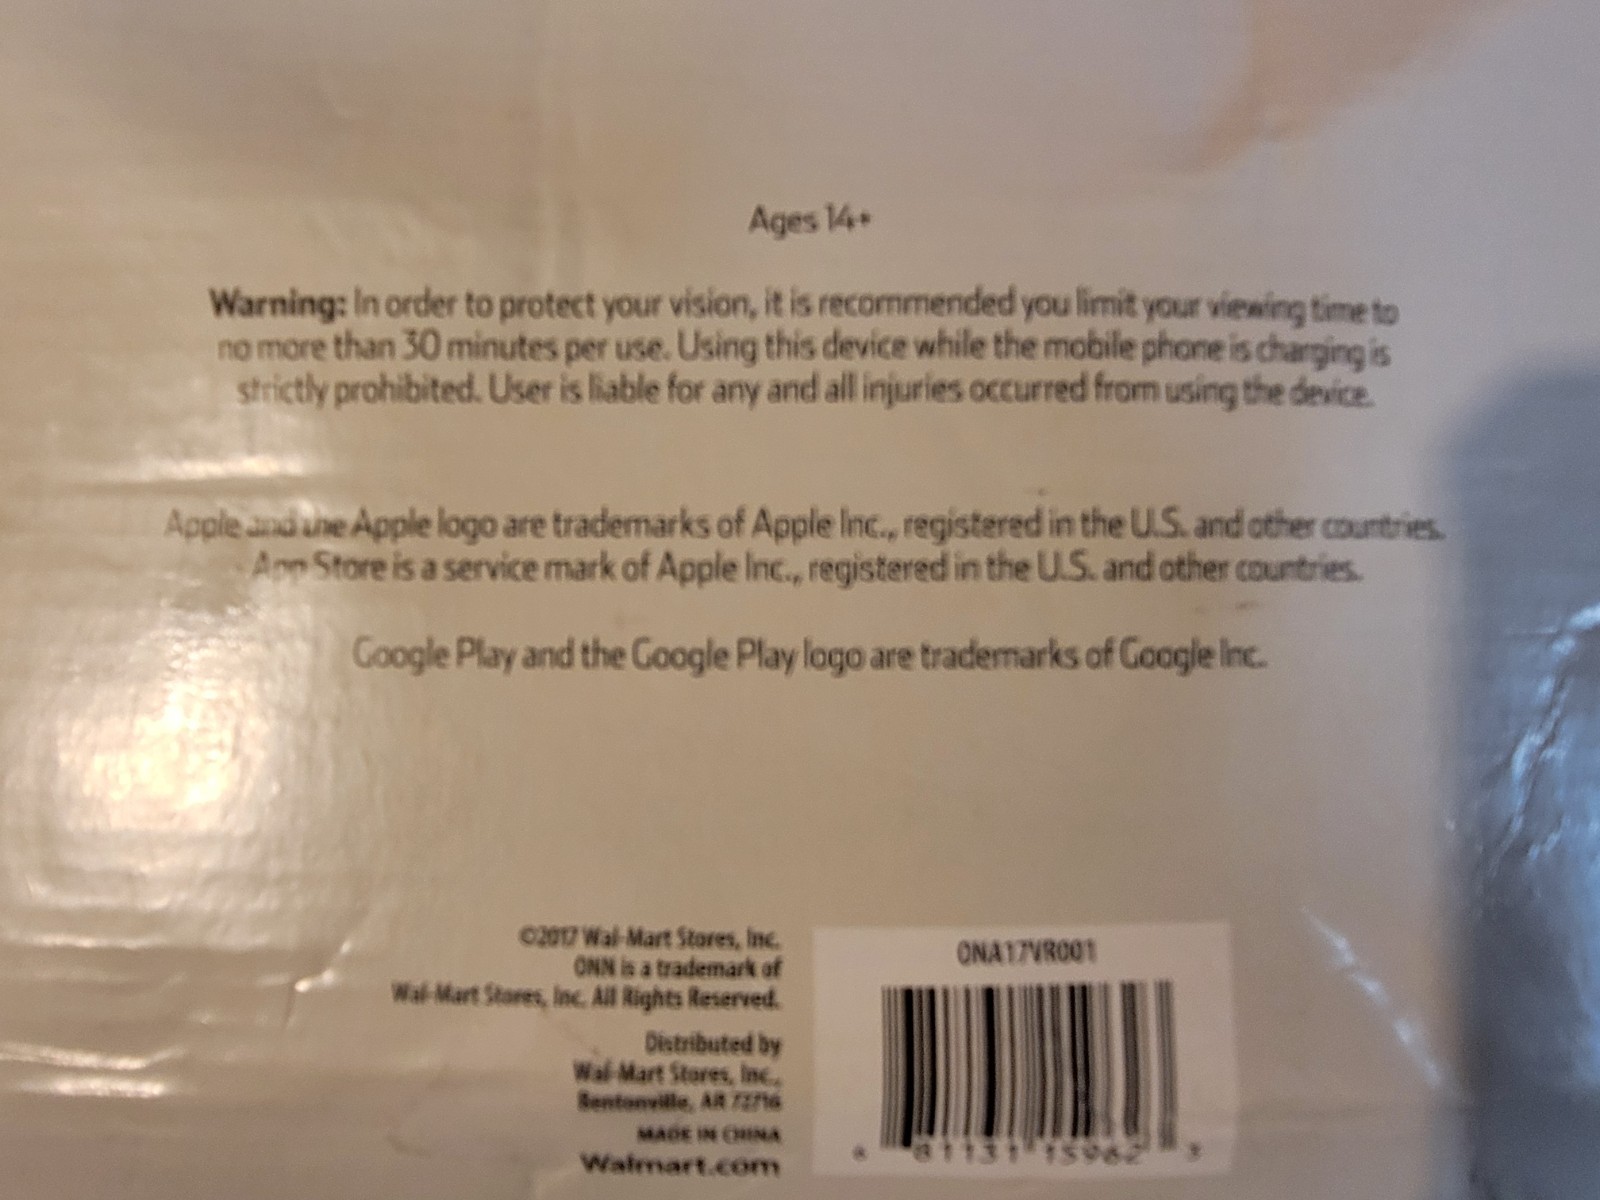 Ages 14+
Warning: In order to protect your vision, it is recommended you limit your viewing time to
no more than 30 minutes per use. Using this device while the mobile phone is charging is
strictly prohibited. User is liable for any and all injuries occurred from using the device.
Apple and the Apple logo are trademarks of Apple Inc., registered in the U.S. and other countries.
App Store is a service mark of Apple Inc., registered in the U.S. and other countries.
Google Play and the Google Play logo are trademarks of Google Inc.
©2017 Wal-Mart Stores, Inc.
ONN is a trademark of
Wal-Mart Stores, Inc. All Rights Reserved.
Distributed by
Wal-Mart Stores, Inc.,
Bentonville, AR 72716
MADE IN CHINA
Walmart.com
ONA17VR001
6 81131 15962 3